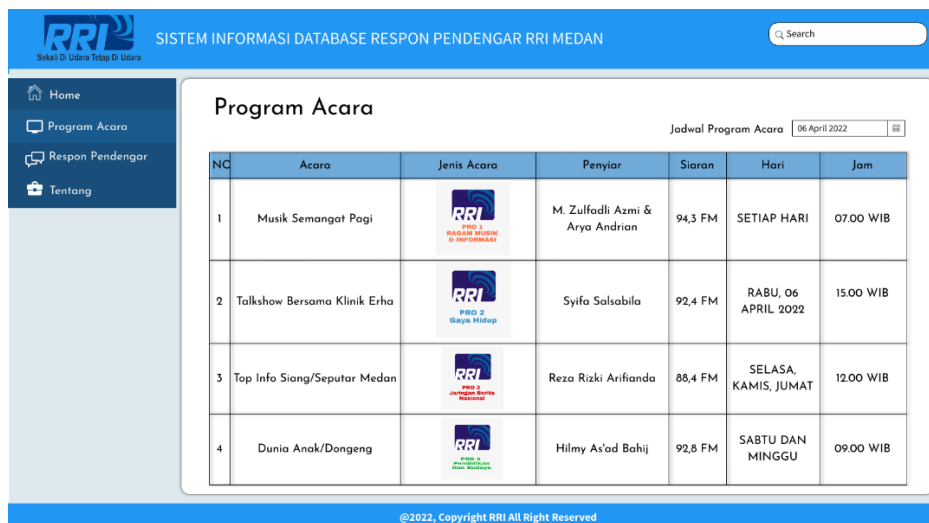 RRI
Sekali Di Udara Tetap Di Udara
SISTEM INFORMASI DATABASE RESPON PENDENGAR RRI MEDAN
Search
Home
Program Acara
Respon Pendengar
Tentang
Program Acara
Jadwal Program Acara 06 April 2022
NO Acara Jenis Acara Penyiar Siaran Hari Jam
1 Musik Semangat Pagi
RRI
PRO 1
RAGAM MUSIK
& INFORMASI
M. Zulfadli Azmi &
Arya Andrian
94,3 FM
SETIAP HARI
07.00 WIB
2 Talkshow Bersama Klinik Erha
RRI
PRO 2
Gaya Hidup
Syifa Salsabila
92,4 FM
RABU, 06
APRIL 2022
15.00 WIB
3 Top Info Siang/Seputar Medan
RRI
PRO 3
Jaringan Berita
Nasional
Reza Rizki Arifianda
88,4 FM
SELASA,
KAMIS, JUMAT
12.00 WIB
4 Dunia Anak/Dongeng
RRI
PRO 4
Pendidikan
Dan Budaya
Hilmy As'ad Bahij
92,8 FM
SABTU DAN
MINGGU
09.00 WIB
@2022, Copyright RRI All Right Reserved